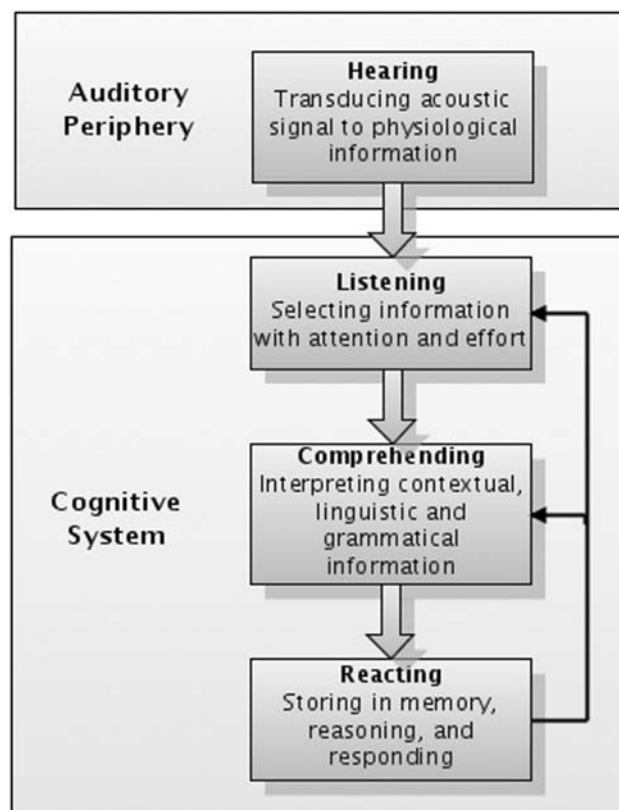 Auditory
Periphery
Hearing
Transducing acoustic
signal to physiological
information
Cognitive
System
Listening
Selecting information
with attention and effort
Comprehending
Interpreting contextual,
linguistic and
grammatical
information
Reacting
Storing in memory,
reasoning, and
responding